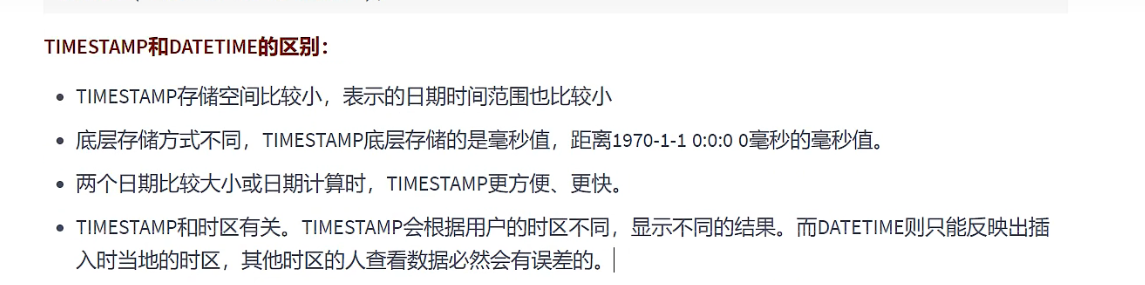 TIMESTAMP和DATETIME的区别：
TIMESTAMP存储空间比较小，表示的日期时间范围也比较小
底层存储方式不同，TIMESTAMP底层存储的是毫秒值，距离1970-1-1 0:0:0 0毫秒的毫秒值。
两个日期比较大小或日期计算时，TIMESTAMP更方便、更快。
TIMESTAMP和时区有关。TIMESTAMP会根据用户的时区不同，显示不同的结果。而DATETIME则只能反映出插
入时当地的时区，其他时区的人查看数据必然会有误差的。